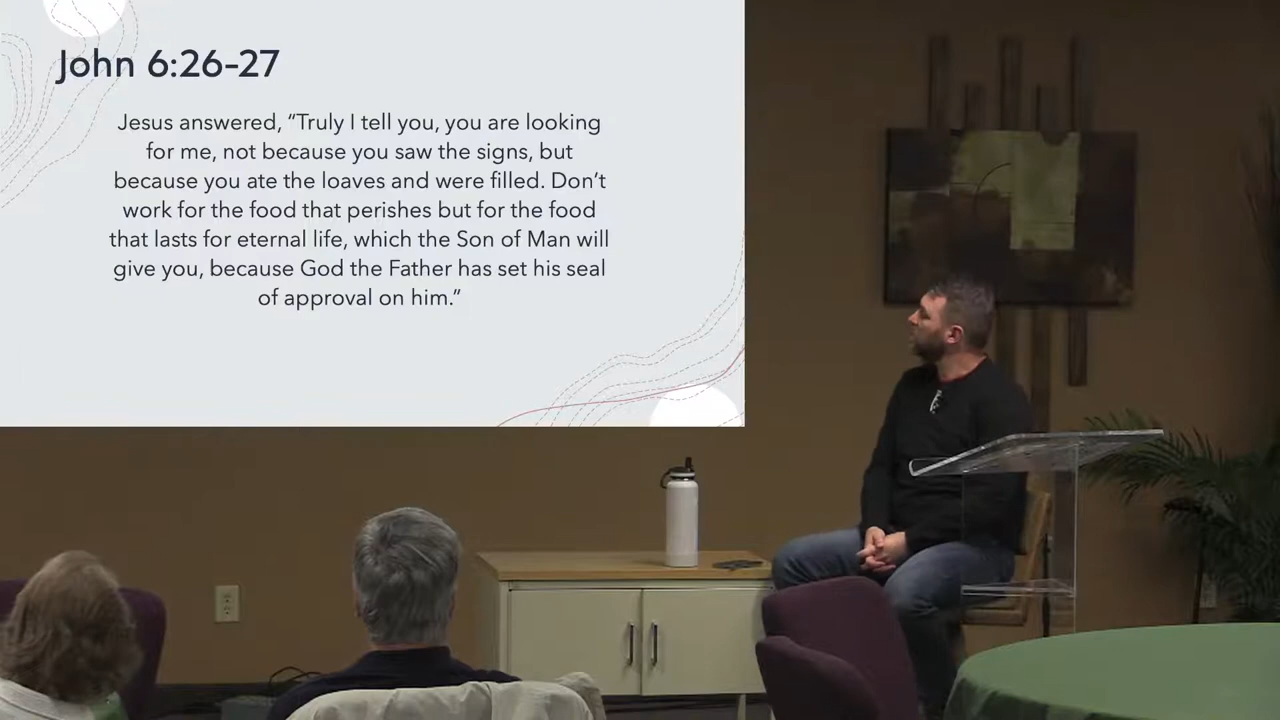 John 6:26-27
Jesus answered, “Truly I tell you, you are looking
for me, not because you saw the signs, but
because you ate the loaves and were filled. Don’t
work for the food that perishes but for the food
that lasts for eternal life, which the Son of Man will
give you, because God the Father has set his seal
of approval on him.”